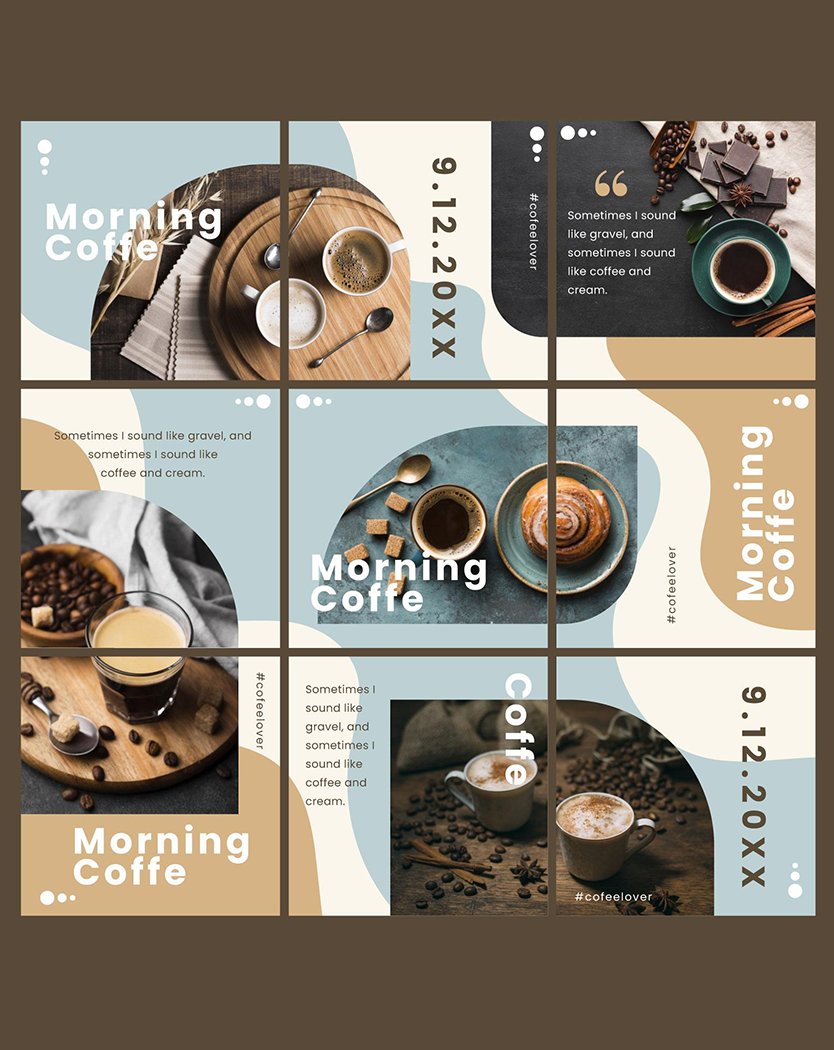 Morning
Coffe
9.12.20XX
#cofeelover
“
Sometimes I sound
like gravel, and
sometimes I sound
like coffee and
cream.
Sometimes I sound like gravel, and
sometimes I sound like
coffee and cream.
Morning
Coffe
#cofeelover
Morning
Coffe
#cofeelover
Morning
Coffe
Sometimes I
sound like
gravel, and
sometimes I
sound like
coffee and
cream.
Coffe
#cofeelover
9.12.20XX